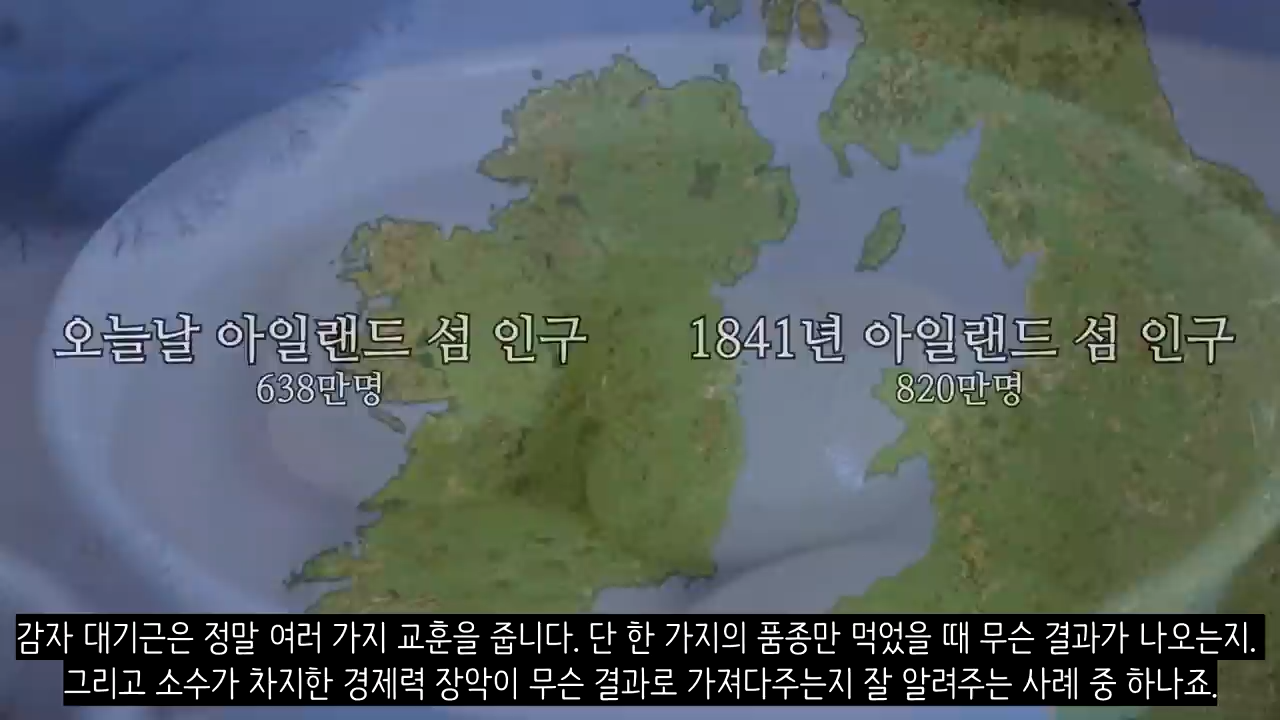 오늘날 아일랜드 섬 인구
638만명
1841년 아일랜드 섬 인구
820만명
감자 대기근은 정말 여러 가지 교훈을 줍니다. 단 한 가지의 품종만 먹었을 때 무슨 결과가 나오는지.
그리고 소수가 차지한 경제력 장악이 무슨 결과로 가져다주는지 잘 알려주는 사례 중 하나죠.